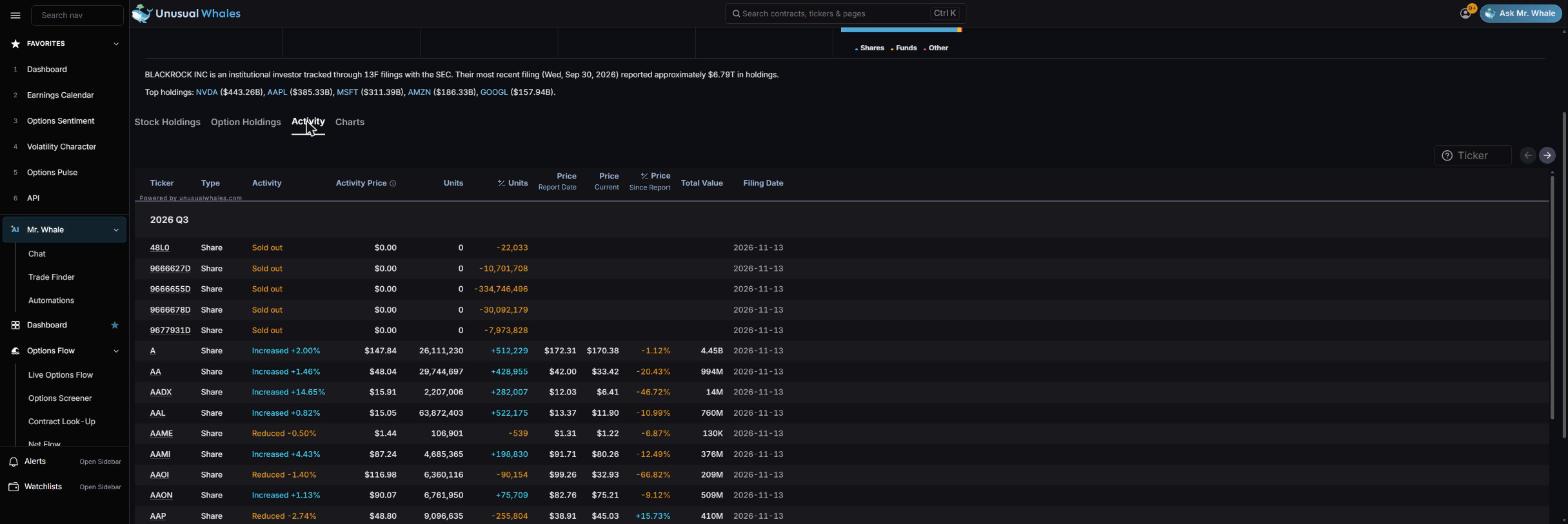 Search nav
Unusual Whales
Search contracts, tickers & pages
Ctrl K
9+
Ask Mr. Whale
FAVORITES
1 Dashboard
2 Earnings Calendar
3 Options Sentiment
4 Volatility Character
5 Options Pulse
6 API
AI Mr. Whale
Chat
Trade Finder
Automations
Dashboard
Options Flow
Live Options Flow
Options Screener
Contract Look-Up
Net Flow
Alerts Open Sidebar
Watchlists Open Sidebar
Shares Funds Other
BLACKROCK INC is an institutional investor tracked through 13F filings with the SEC. Their most recent filing (Wed, Sep 30, 2026) reported approximately $6.79T in holdings.
Top holdings: NVDA ($443.26B), AAPL ($385.33B), MSFT ($311.39B), AMZN ($186.33B), GOOGL ($157.94B).
Stock Holdings Option Holdings Activity Charts
Ticker
Ticker Type Activity Activity Price Units % Units Price Report Date Price Current % Price Since Report Total Value Filing Date
Powered by unusualwhales.com
2026 Q3
48L0 Share Sold out $0.00 0 -22,033 2026-11-13
9666627D Share Sold out $0.00 0 -10,701,708 2026-11-13
9666655D Share Sold out $0.00 0 -334,746,496 2026-11-13
9666678D Share Sold out $0.00 0 -30,092,179 2026-11-13
9677931D Share Sold out $0.00 0 -7,973,828 2026-11-13
A Share Increased +2.00% $147.84 26,111,230 +512,229 $172.31 $170.38 -1.12% 4.45B 2026-11-13
AA Share Increased +1.46% $48.04 29,744,697 +428,955 $42.00 $33.42 -20.43% 994M 2026-11-13
AADX Share Increased +14.65% $15.91 2,207,006 +282,007 $12.03 $6.41 -46.72% 14M 2026-11-13
AAL Share Increased +0.82% $15.05 63,872,403 +522,175 $13.37 $11.90 -10.99% 760M 2026-11-13
AAME Share Reduced -0.50% $1.44 106,901 -539 $1.31 $1.22 -6.87% 130K 2026-11-13
AAMI Share Increased +4.43% $87.24 4,685,365 +198,830 $91.71 $80.26 -12.49% 376M 2026-11-13
AAOI Share Reduced -1.40% $116.98 6,360,116 -90,154 $99.26 $32.93 -66.82% 209M 2026-11-13
AAON Share Increased +1.13% $90.07 6,761,950 +75,709 $82.76 $75.21 -9.12% 509M 2026-11-13
AAP Share Reduced -2.74% $48.80 9,096,635 -255,804 $38.91 $45.03 +15.73% 410M 2026-11-13